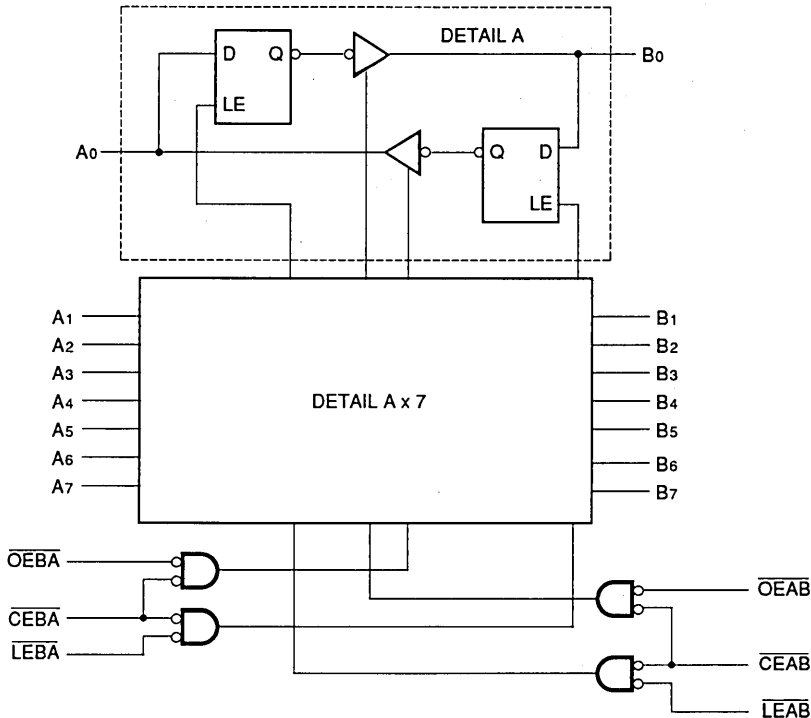 DETAIL A
D Q
LE
B0
A0
Q D
LE
A1
A2
A3
A4
A5
A6
A7
DETAIL A x 7
B1
B2
B3
B4
B5
B6
B7
OEBA
CEBA
LEBA
OEAB
CEAB
LEAB